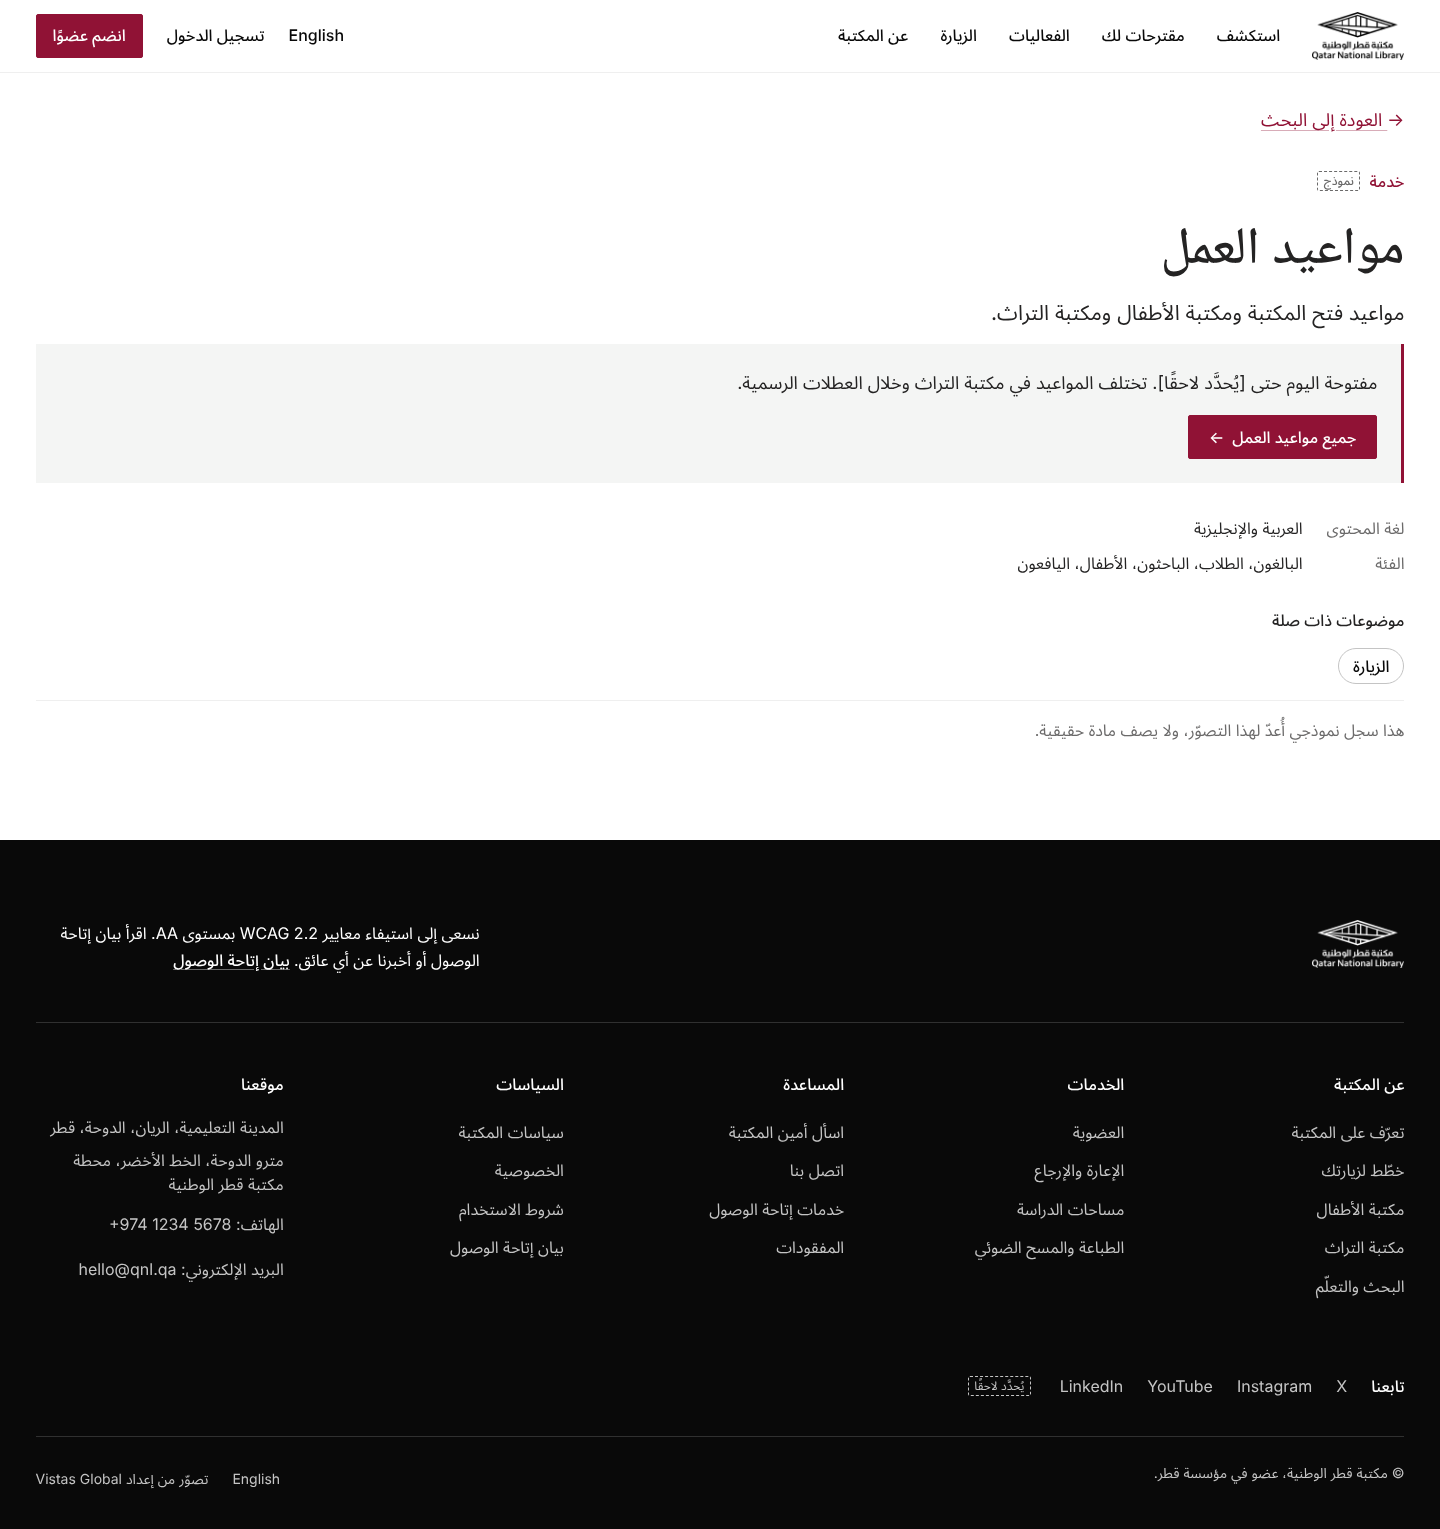 مكتبة قطر الوطنية
Qatar National Library
استكشف
مقترحات لك
الفعاليات
الزيارة
عن المكتبة
English
تسجيل الدخول
انضم عضوًا
→ العودة إلى البحث
خدمة
نموذج
مواعيد العمل
مواعيد فتح المكتبة ومكتبة الأطفال ومكتبة التراث.
مفتوحة اليوم حتى [يُحدَّد لاحقًا]. تختلف المواعيد في مكتبة التراث وخلال العطلات الرسمية.
جميع مواعيد العمل ←
لغة المحتوى العربية والإنجليزية
الفئة البالغون، الطلاب، الباحثون، الأطفال، اليافعون
موضوعات ذات صلة
الزيارة
هذا سجل نموذجي أُعدّ لهذا التصوّر، ولا يصف مادة حقيقية.
مكتبة قطر الوطنية
Qatar National Library
نسعى إلى استيفاء معايير WCAG 2.2 بمستوى AA. اقرأ بيان إتاحة
الوصول أو أخبرنا عن أي عائق. بيان إتاحة الوصول
عن المكتبة
تعرّف على المكتبة
خطّط لزيارتك
مكتبة الأطفال
مكتبة التراث
البحث والتعلّم
الخدمات
العضوية
الإعارة والإرجاع
مساحات الدراسة
الطباعة والمسح الضوئي
المساعدة
اسأل أمين المكتبة
اتصل بنا
خدمات إتاحة الوصول
المفقودات
السياسات
سياسات المكتبة
الخصوصية
شروط الاستخدام
بيان إتاحة الوصول
موقعنا
المدينة التعليمية، الريان، الدوحة، قطر
مترو الدوحة، الخط الأخضر، محطة
مكتبة قطر الوطنية
الهاتف: 5678 1234 974+
البريد الإلكتروني: hello@qnl.qa
تابعنا
X
Instagram
YouTube
LinkedIn
يُحدَّد لاحقًا
© مكتبة قطر الوطنية، عضو في مؤسسة قطر.
English
تصوّر من إعداد Vistas Global